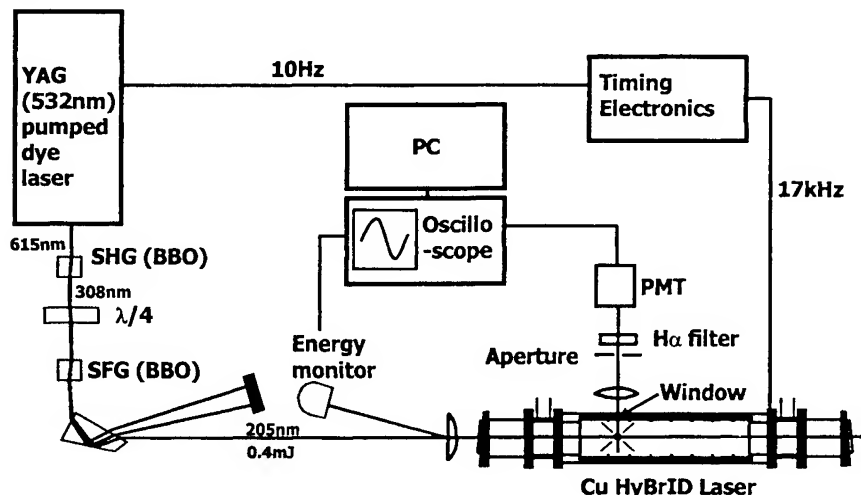 YAG
(532nm)
pumped
dye
laser
10Hz
Timing
Electronics
PC
17kHz
Oscillo
-scope
615nm
SHG (BBO)
308nm
λ/4
PMT
SFG (BBO)
Energy
monitor
Aperture
Hα filter
Window
205nm
0.4mJ
Cu HyBrID Laser